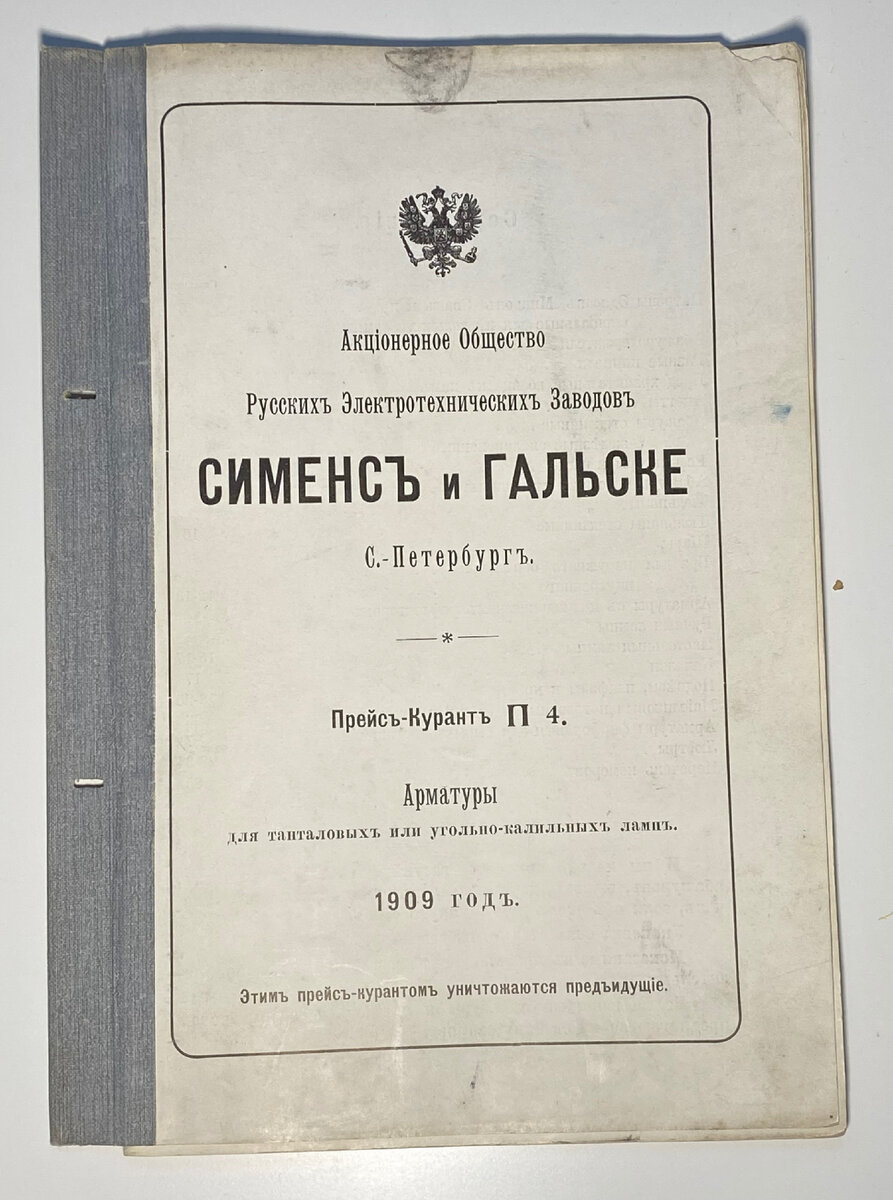 Акціонерное Общество
Русскихъ Электротехническихъ Заводовъ
СИМЕНСЪ и ГАЛЬСКЕ
С.-Петербургъ.
Прейсъ-Курантъ П 4.
Арматуры
для танталовыхъ или угольно-калильныхъ лампъ.
1909 годъ.
Этимъ прейсъ-курантомъ уничтожаются предъидущіе.